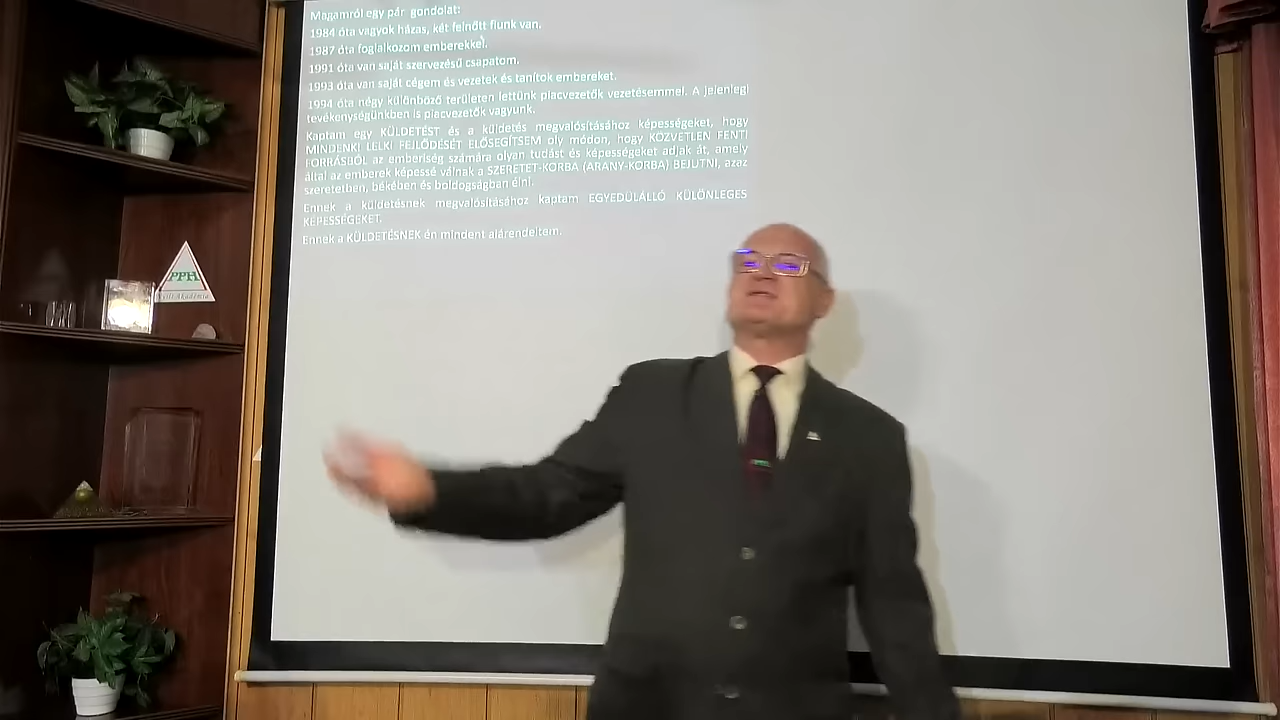 Magamról egy pár gondolat:
1984 óta vagyok házas, két felnőtt fiunk van.
1987 óta foglalkozom emberekkel.
1991 óta van saját szervezésű csapatom.
1993 óta van saját cégem és vezetek és tanítok embereket.
1994 óta négy különböző területen lettünk piacvezetők vezetésemmel. A jelenlegi
tevékenységünkben is piacvezetők vagyunk.
Kaptam egy KÜLDETÉST és a küldetés megvalósításához képességeket, hogy
MINDENKI LELKI FEJLŐDÉSÉT ELŐSEGÍTSEM oly módon, hogy KÖZVETLEN FENTI
FORRÁSBÓL az emberiség számára olyan tudást és képességeket adjak át, amely
által az emberek képessé válnak a SZERETET-KORBA (ARANY-KORBA) BEJUTNI, azaz
szeretetben, békében és boldogságban élni.
Ennek a küldetésnek megvalósításához kaptam EGYEDÜLÁLLÓ KÜLÖNLEGES
KÉPESSÉGEKET.
Ennek a KÜLDETÉSNEK én mindent alárendeltem.
PPH
Akadémia